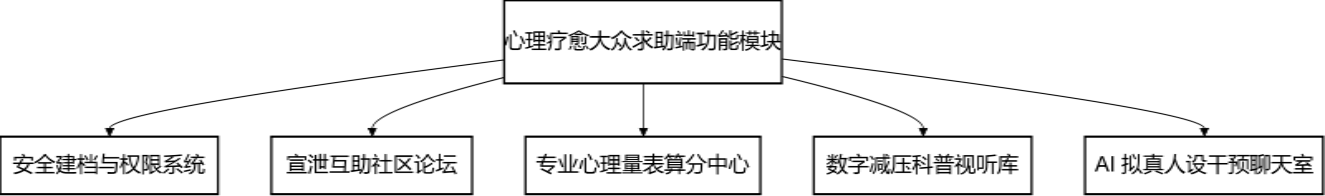 心理疗愈大众求助端功能模块
安全建档与权限系统
宣泄互助社区论坛
专业心理量表算分中心
数字减压科普视听库
AI 拟真人设干预聊天室